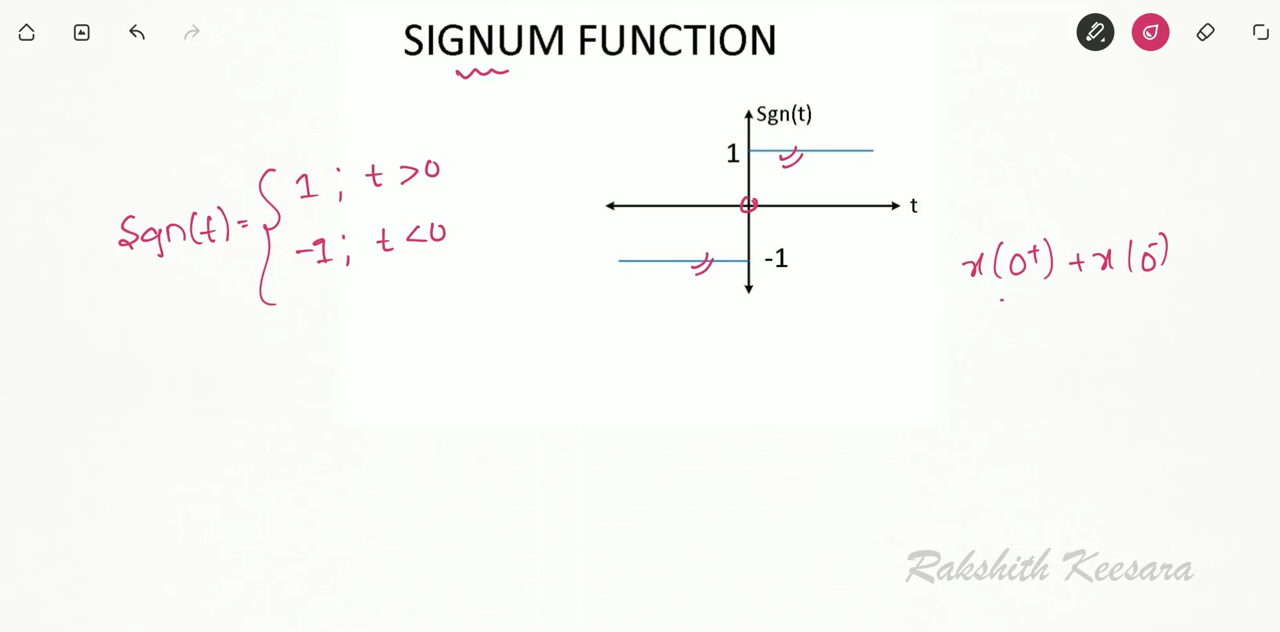 SIGNUM FUNCTION
Sgn(t)
1
t
-1
Sgn(t) = { 1 ; t >0
-1 ; t <0
x(0⁺) + x(0⁻)
Rakshith Keesara